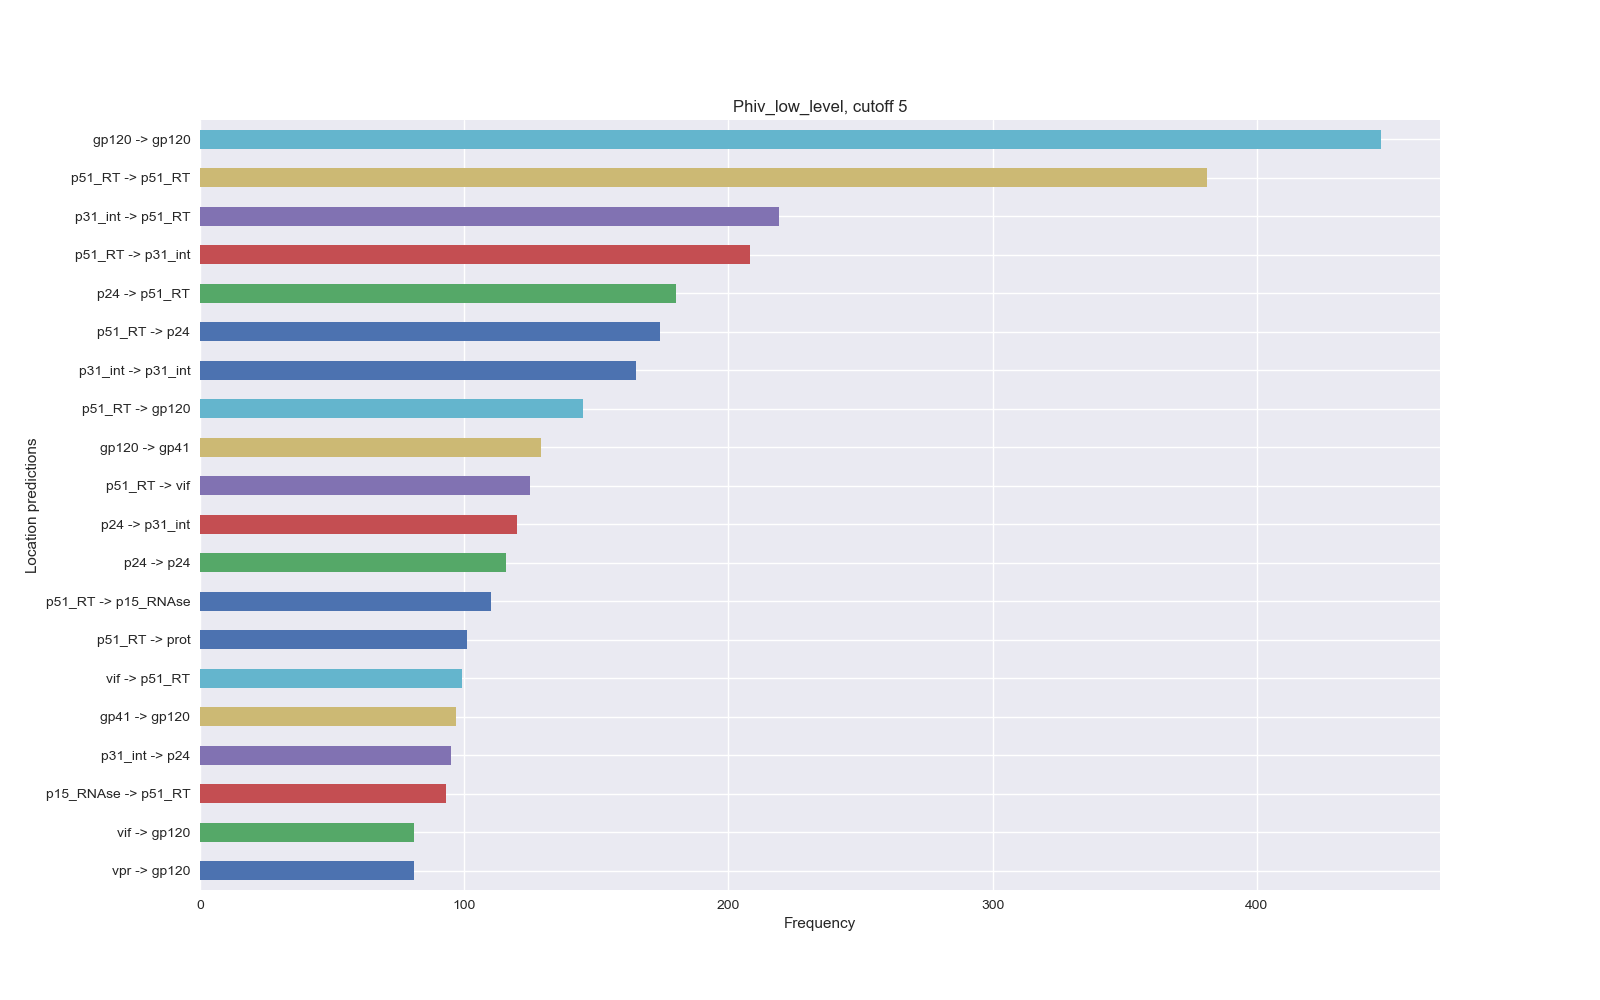 Phiv_low_level, cutoff 5
gp120 -> gp120
p51_RT -> p51_RT
p31_int -> p51_RT
p51_RT -> p31_int
p24 -> p51_RT
p51_RT -> p24
p31_int -> p31_int
p51_RT -> gp120
gp120 -> gp41
p51_RT -> vif
p24 -> p31_int
p24 -> p24
p51_RT -> p15_RNAse
p51_RT -> prot
vif -> p51_RT
gp41 -> gp120
p31_int -> p24
p15_RNAse -> p51_RT
vif -> gp120
vpr -> gp120
Location predictions
0 100 200 300 400
Frequency